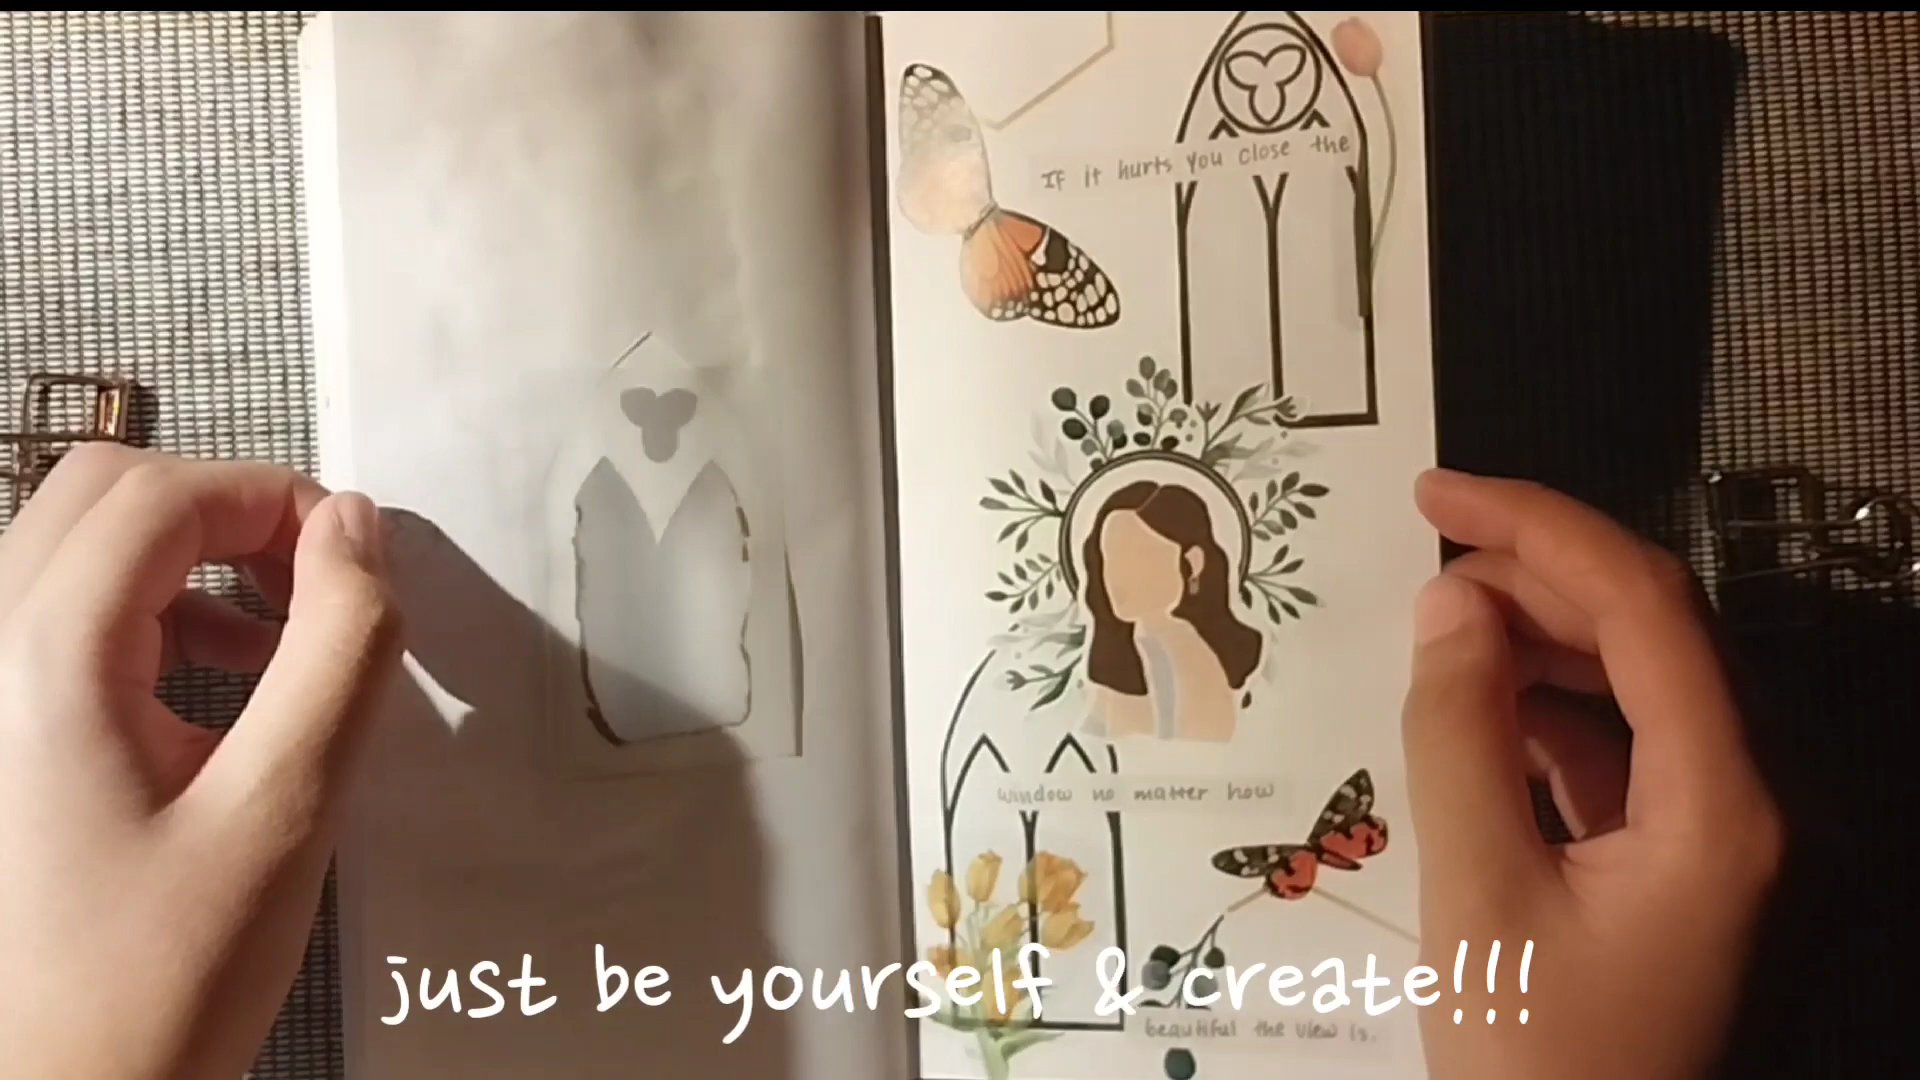 If it hurts you close the
window no matter how
just be yourself & create!!!
beautiful the view is.